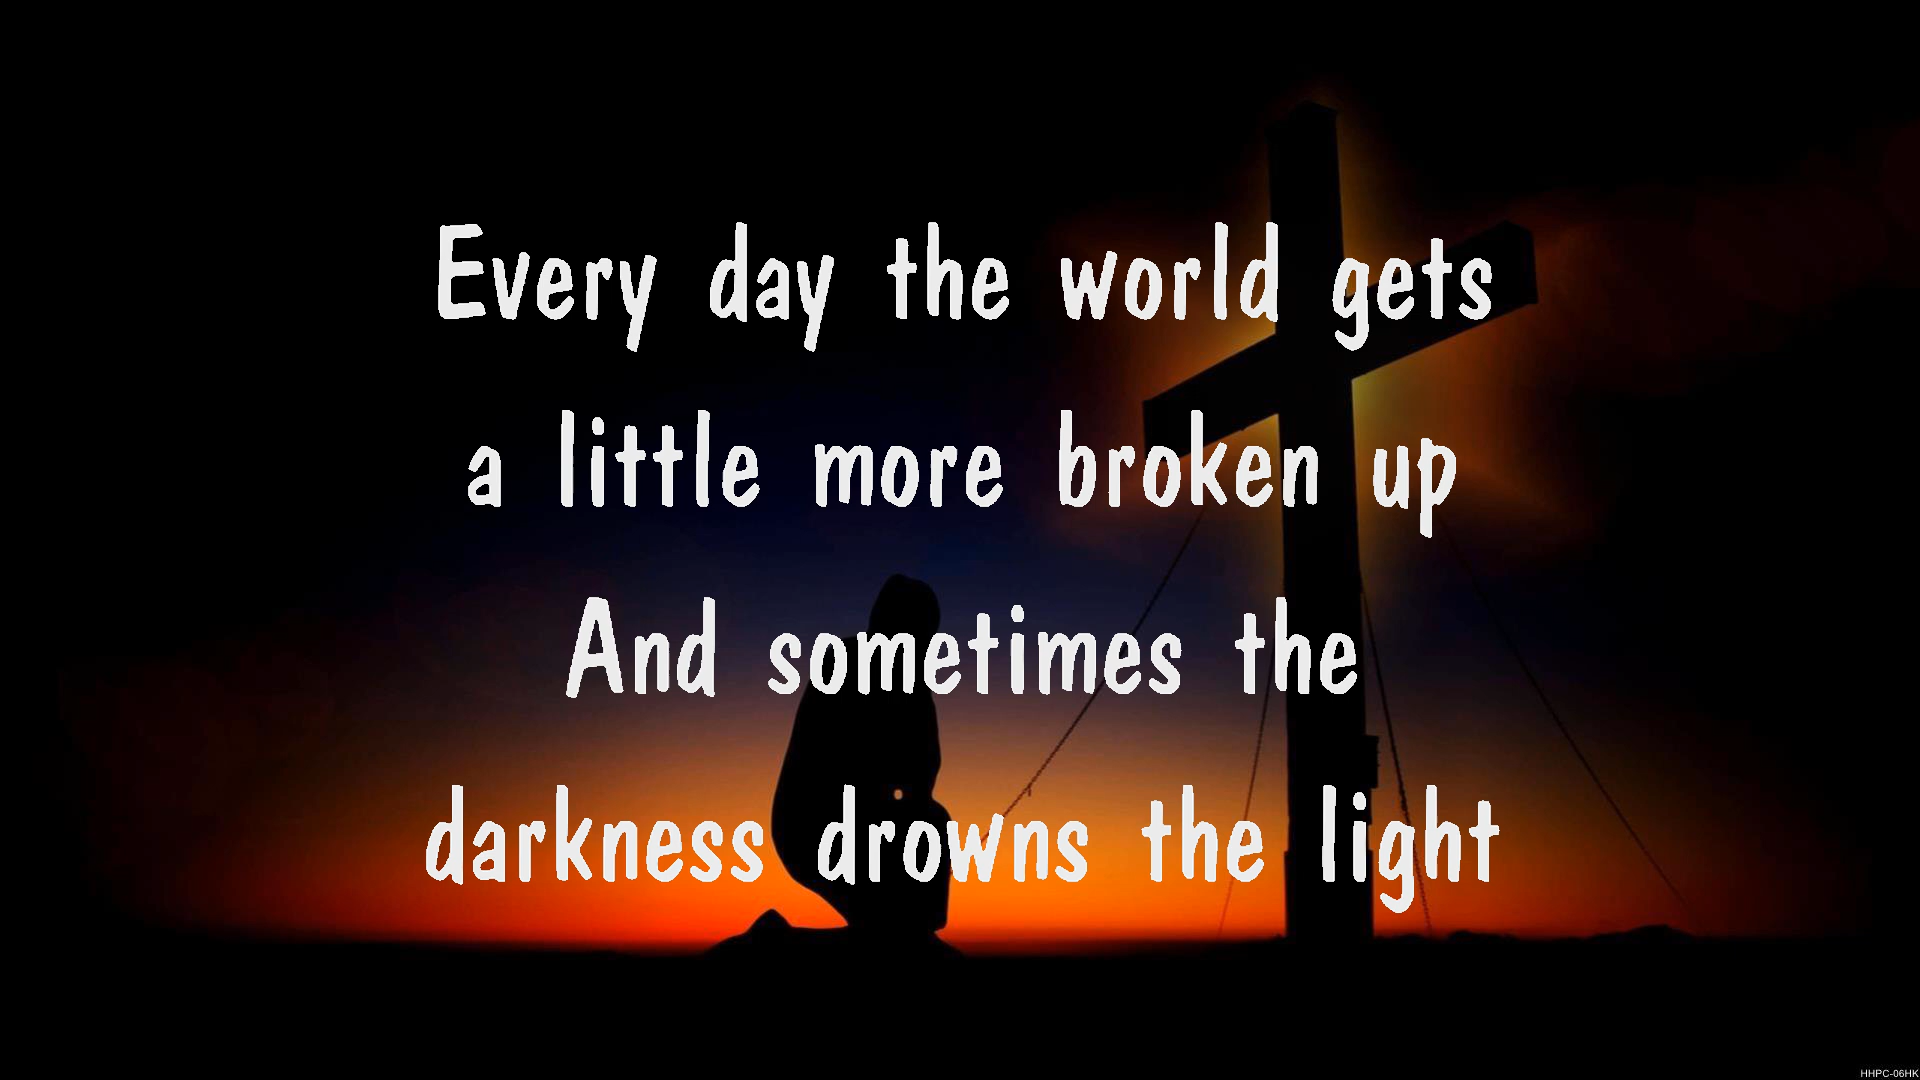 Every day the world gets
a little more broken up
And sometimes the
darkness drowns the light
HHPC-06HK